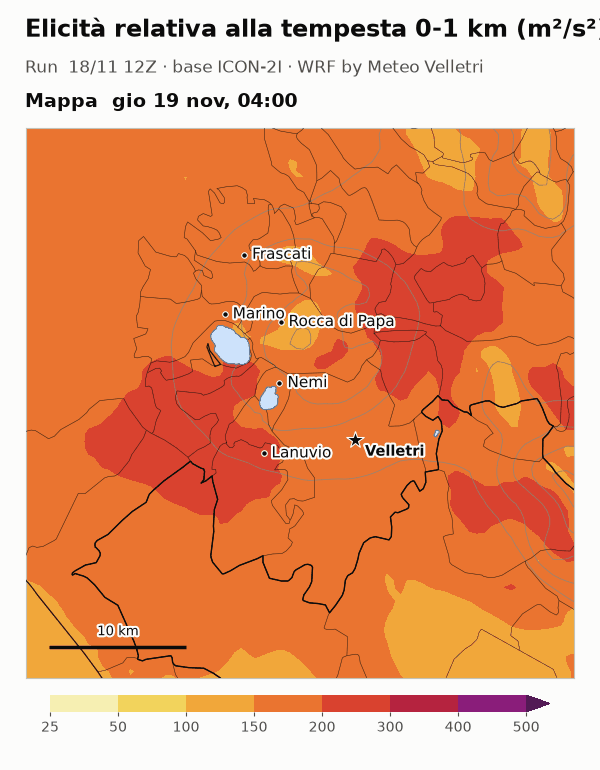 Elicità relativa alla tempesta 0-1 km (m²/s²)
Run 18/11 12Z · base ICON-2I · WRF by Meteo Velletri
Mappa gio 19 nov, 04:00
Frascati
Marino
Rocca di Papa
Nemi
Velletri
Lanuvio
10 km
25 50 100 150 200 300 400 500